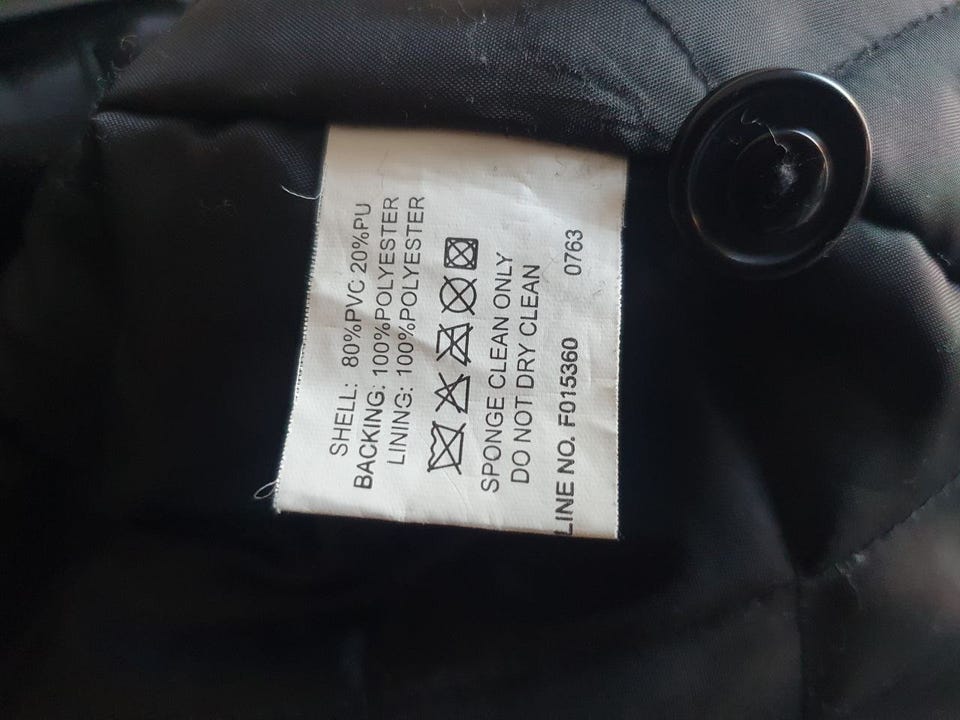 SHELL: 80%PVC 20%PU
BACKING: 100%POLYESTER
LINING: 100%POLYESTER
SPONGE CLEAN ONLY
DO NOT DRY CLEAN
LINE NO. F015360 0763